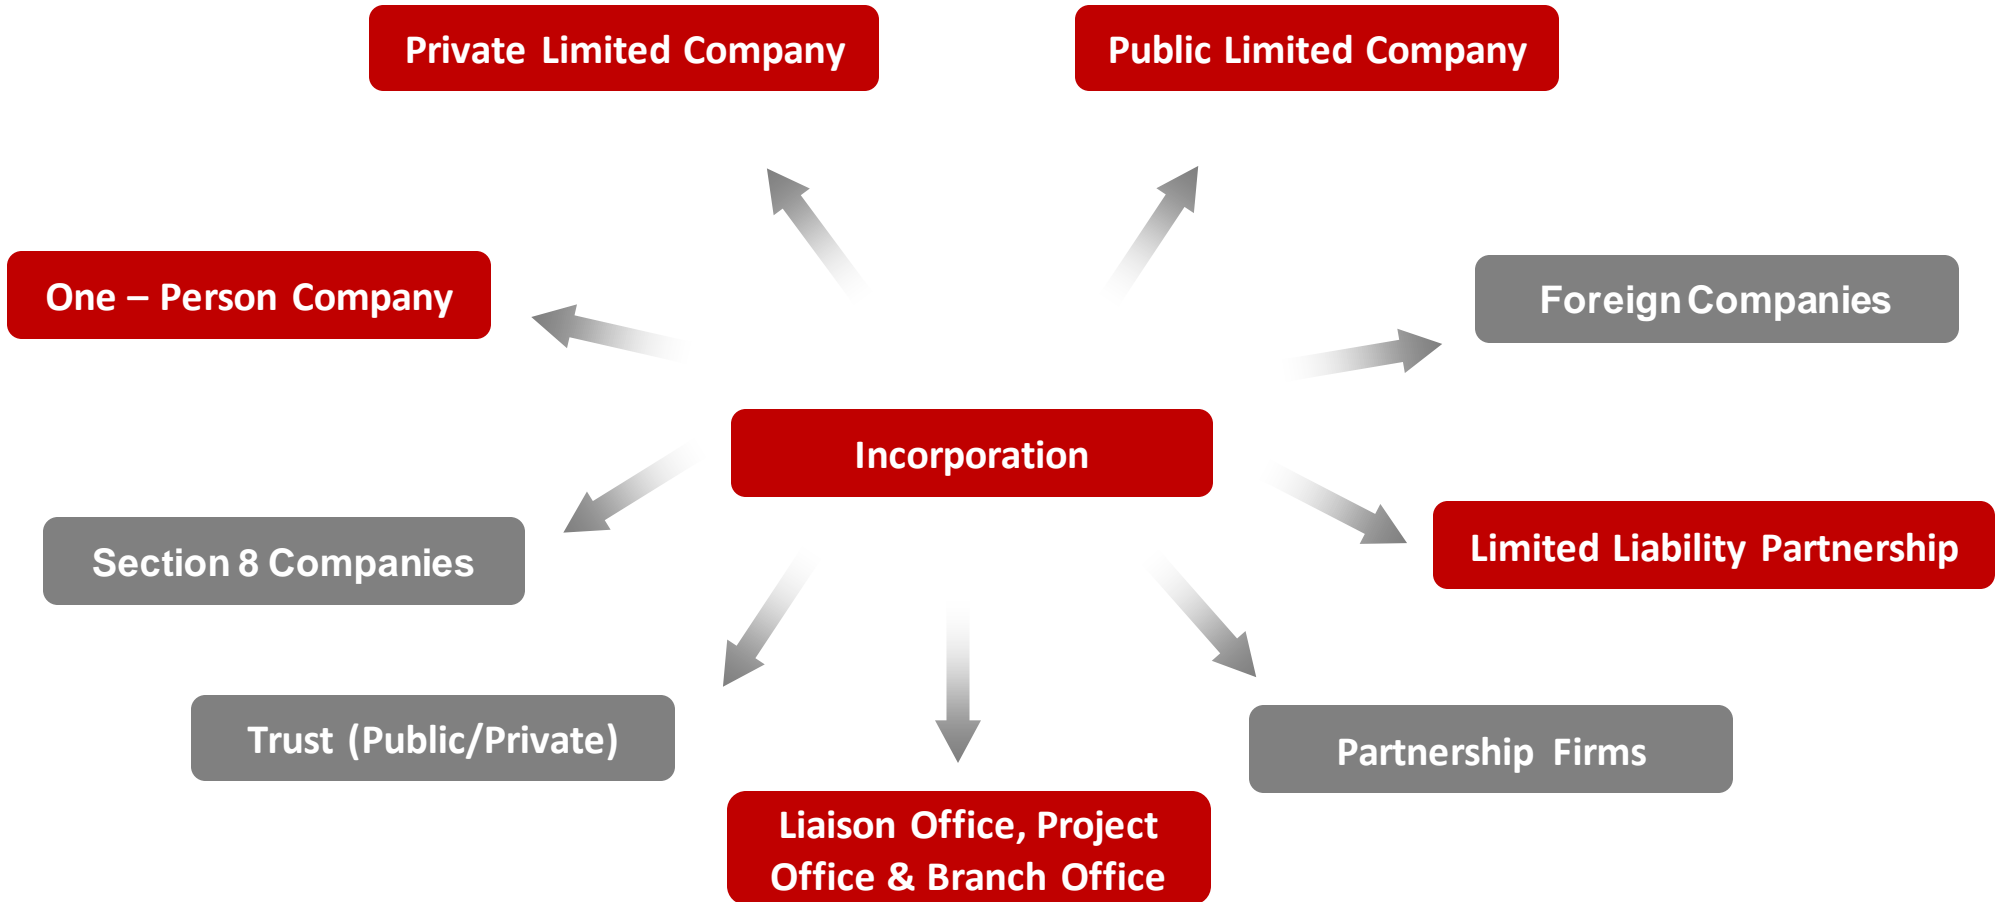 Private Limited Company
Public Limited Company
One – Person Company
Foreign Companies
Incorporation
Section 8 Companies
Limited Liability Partnership
Trust (Public/Private)
Partnership Firms
Liaison Office, Project
Office & Branch Office